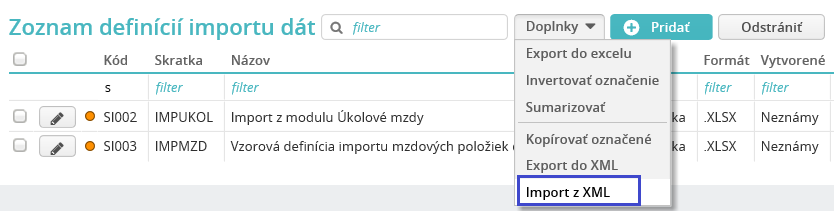 Zoznam definícií importu dát filter Doplnky Pridať Odstrániť
Export do excelu
Kód Skratka Názov Formát Vytvorené
Invertovať označenie
s filter filter filter filter
Sumarizovať
SI002 IMPUKOL Import z modulu Úkolové mzdy ka .XLSX Neznámy
Kopírovať označené
SI003 IMPMZD Vzorová definícia importu mzdových položiek ka .XLSX Neznámy
Export do XML
Import z XML